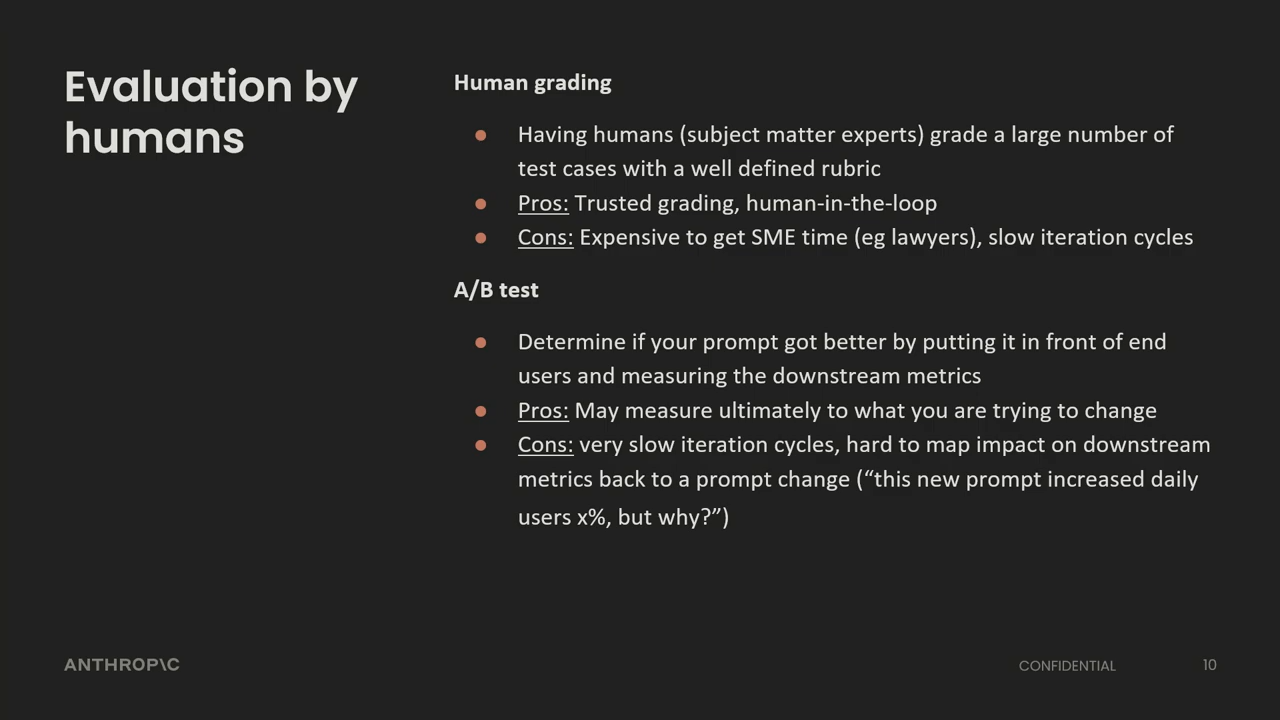 Evaluation by
humans
Human grading
● Having humans (subject matter experts) grade a large number of
test cases with a well defined rubric
● Pros: Trusted grading, human-in-the-loop
● Cons: Expensive to get SME time (eg lawyers), slow iteration cycles
A/B test
● Determine if your prompt got better by putting it in front of end
users and measuring the downstream metrics
● Pros: May measure ultimately to what you are trying to change
● Cons: very slow iteration cycles, hard to map impact on downstream
metrics back to a prompt change (“this new prompt increased daily
users x%, but why?”)
ANTHROP\C
CONFIDENTIAL 10